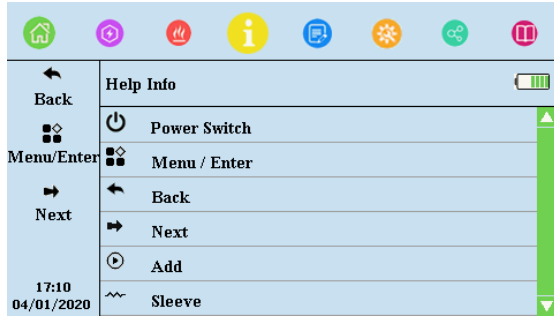 i
Back
Menu/Enter
Next
17:10
04/01/2020
Help Info
Power Switch
Menu / Enter
Back
Next
Add
Sleeve